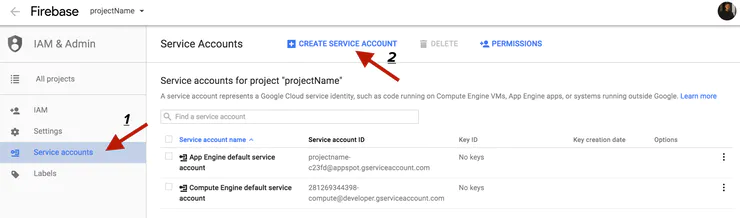 Firebase projectName
IAM & Admin
Service Accounts CREATE SERVICE ACCOUNT DELETE PERMISSIONS
2
All projects
Service accounts for project "projectName"
A service account represents a Google Cloud service identity, such as code running on Compute Engine VMs, App Engine apps, or systems running outside Google. Learn more
IAM
1
Find a service account
Settings
Service accounts
Labels
Service account name Service account ID Key ID Key creation date Options
App Engine default service
account
projectname-
c23fd@appspot.gserviceaccount.com
No keys
Compute Engine default service
account
281269344398-
compute@developer.gserviceaccount.com
No keys